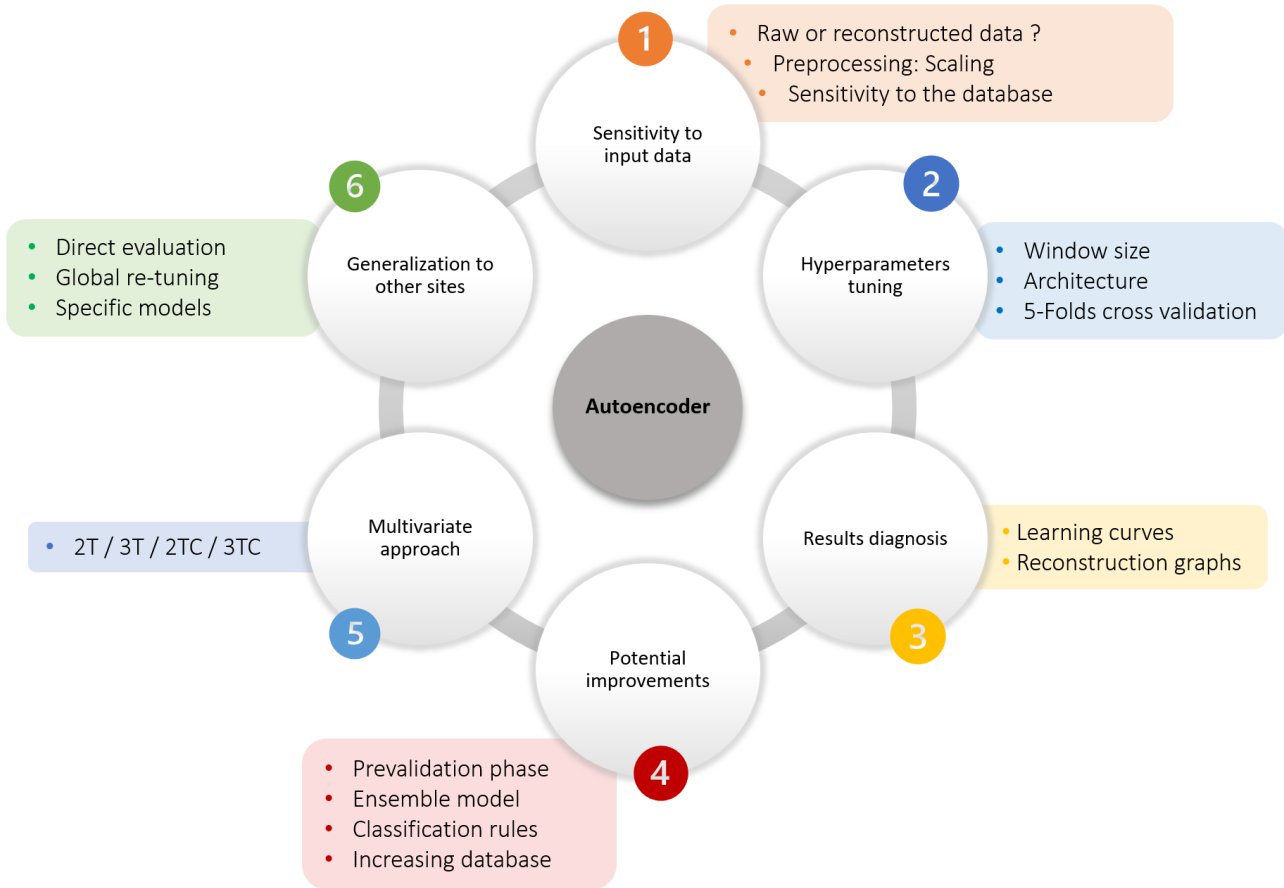 1
• Raw or reconstructed data ?
• Preprocessing: Scaling
• Sensitivity to the database
Sensitivity to
input data
2
Hyperparameters
tuning
• Window size
• Architecture
• 5-Folds cross validation
3
Results diagnosis
• Learning curves
• Reconstruction graphs
4
Potential
improvements
• Prevalidation phase
• Ensemble model
• Classification rules
• Increasing database
5
Multivariate
approach
• 2T / 3T / 2TC / 3TC
6
Generalization to
other sites
• Direct evaluation
• Global re-tuning
• Specific models
Autoencoder